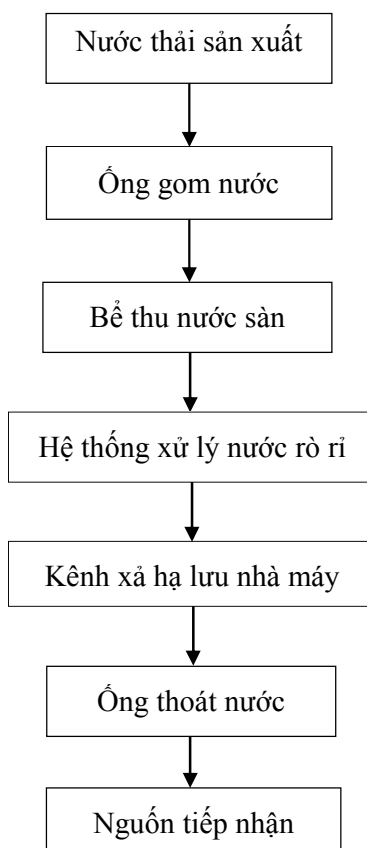 Nước thải sản xuất
Ống gom nước
Bể thu nước sàn
Hệ thống xử lý nước rò rỉ
Kênh xả hạ lưu nhà máy
Ống thoát nước
Nguồn tiếp nhận